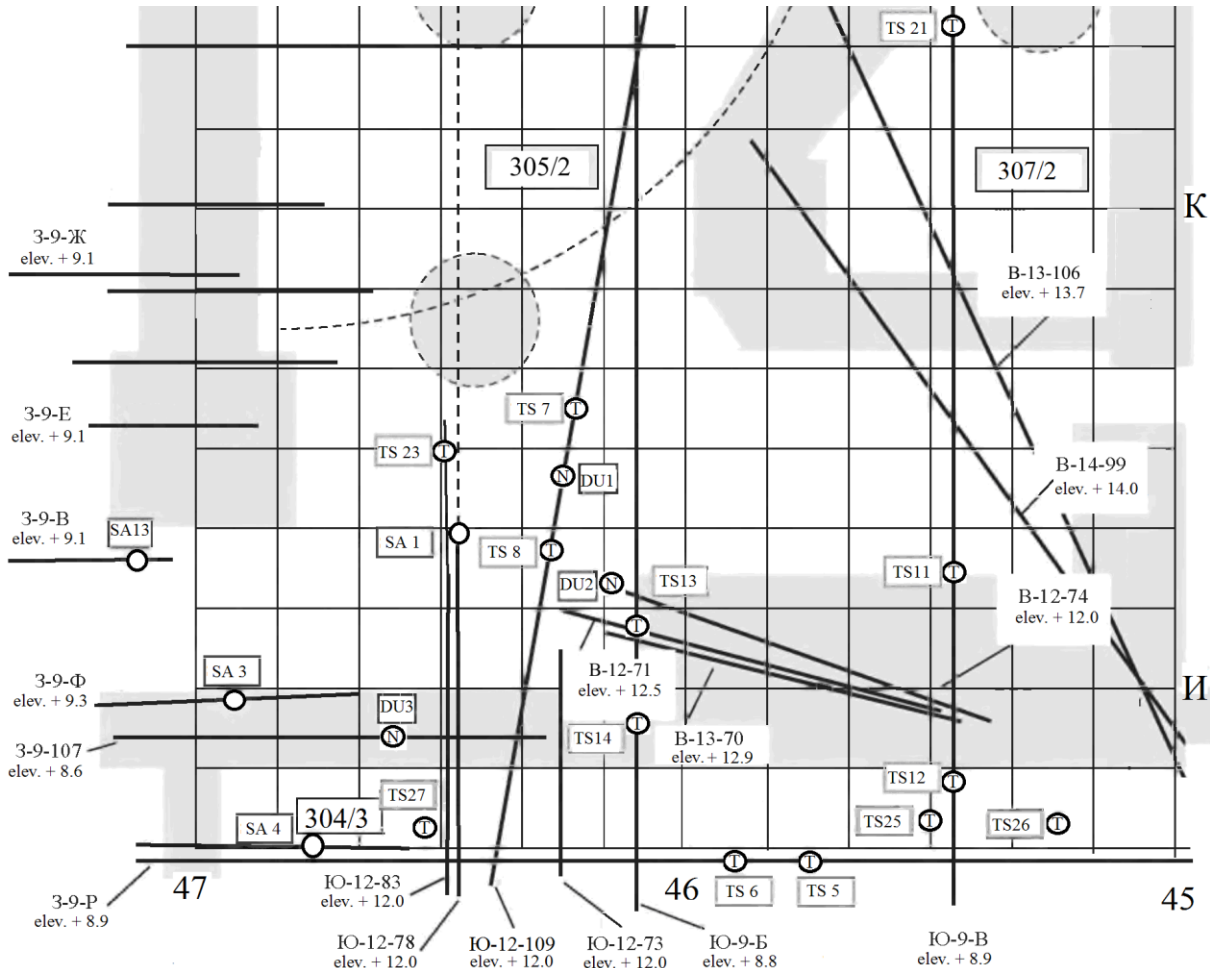 TS 21
305/2
307/2
К
З-9-Ж
elev. + 9.1
В-13-106
elev. + 13.7
TS 7
T
З-9-Е
elev. + 9.1
TS 23
T
N
DU1
В-14-99
elev. + 14.0
З-9-В
elev. + 9.1
SA13
SA 1
TS 8
T
DU2
N
TS13
TS11
T
В-12-74
elev. + 12.0
T
SA 3
В-12-71
elev. + 12.5
З-9-Ф
elev. + 9.3
И
DU3
N
TS14
T
В-13-70
elev. + 12.9
З-9-107
elev. + 8.6
TS12
T
TS27
T
TS25
T
TS26
T
SA 4
304/3
T
T
47
46
45
TS 6
TS 5
З-9-Р
elev. + 8.9
Ю-12-83
elev. + 12.0
Ю-12-78
elev. + 12.0
Ю-12-109
elev. + 12.0
Ю-12-73
elev. + 12.0
Ю-9-Б
elev. + 8.8
Ю-9-В
elev. + 8.9
T